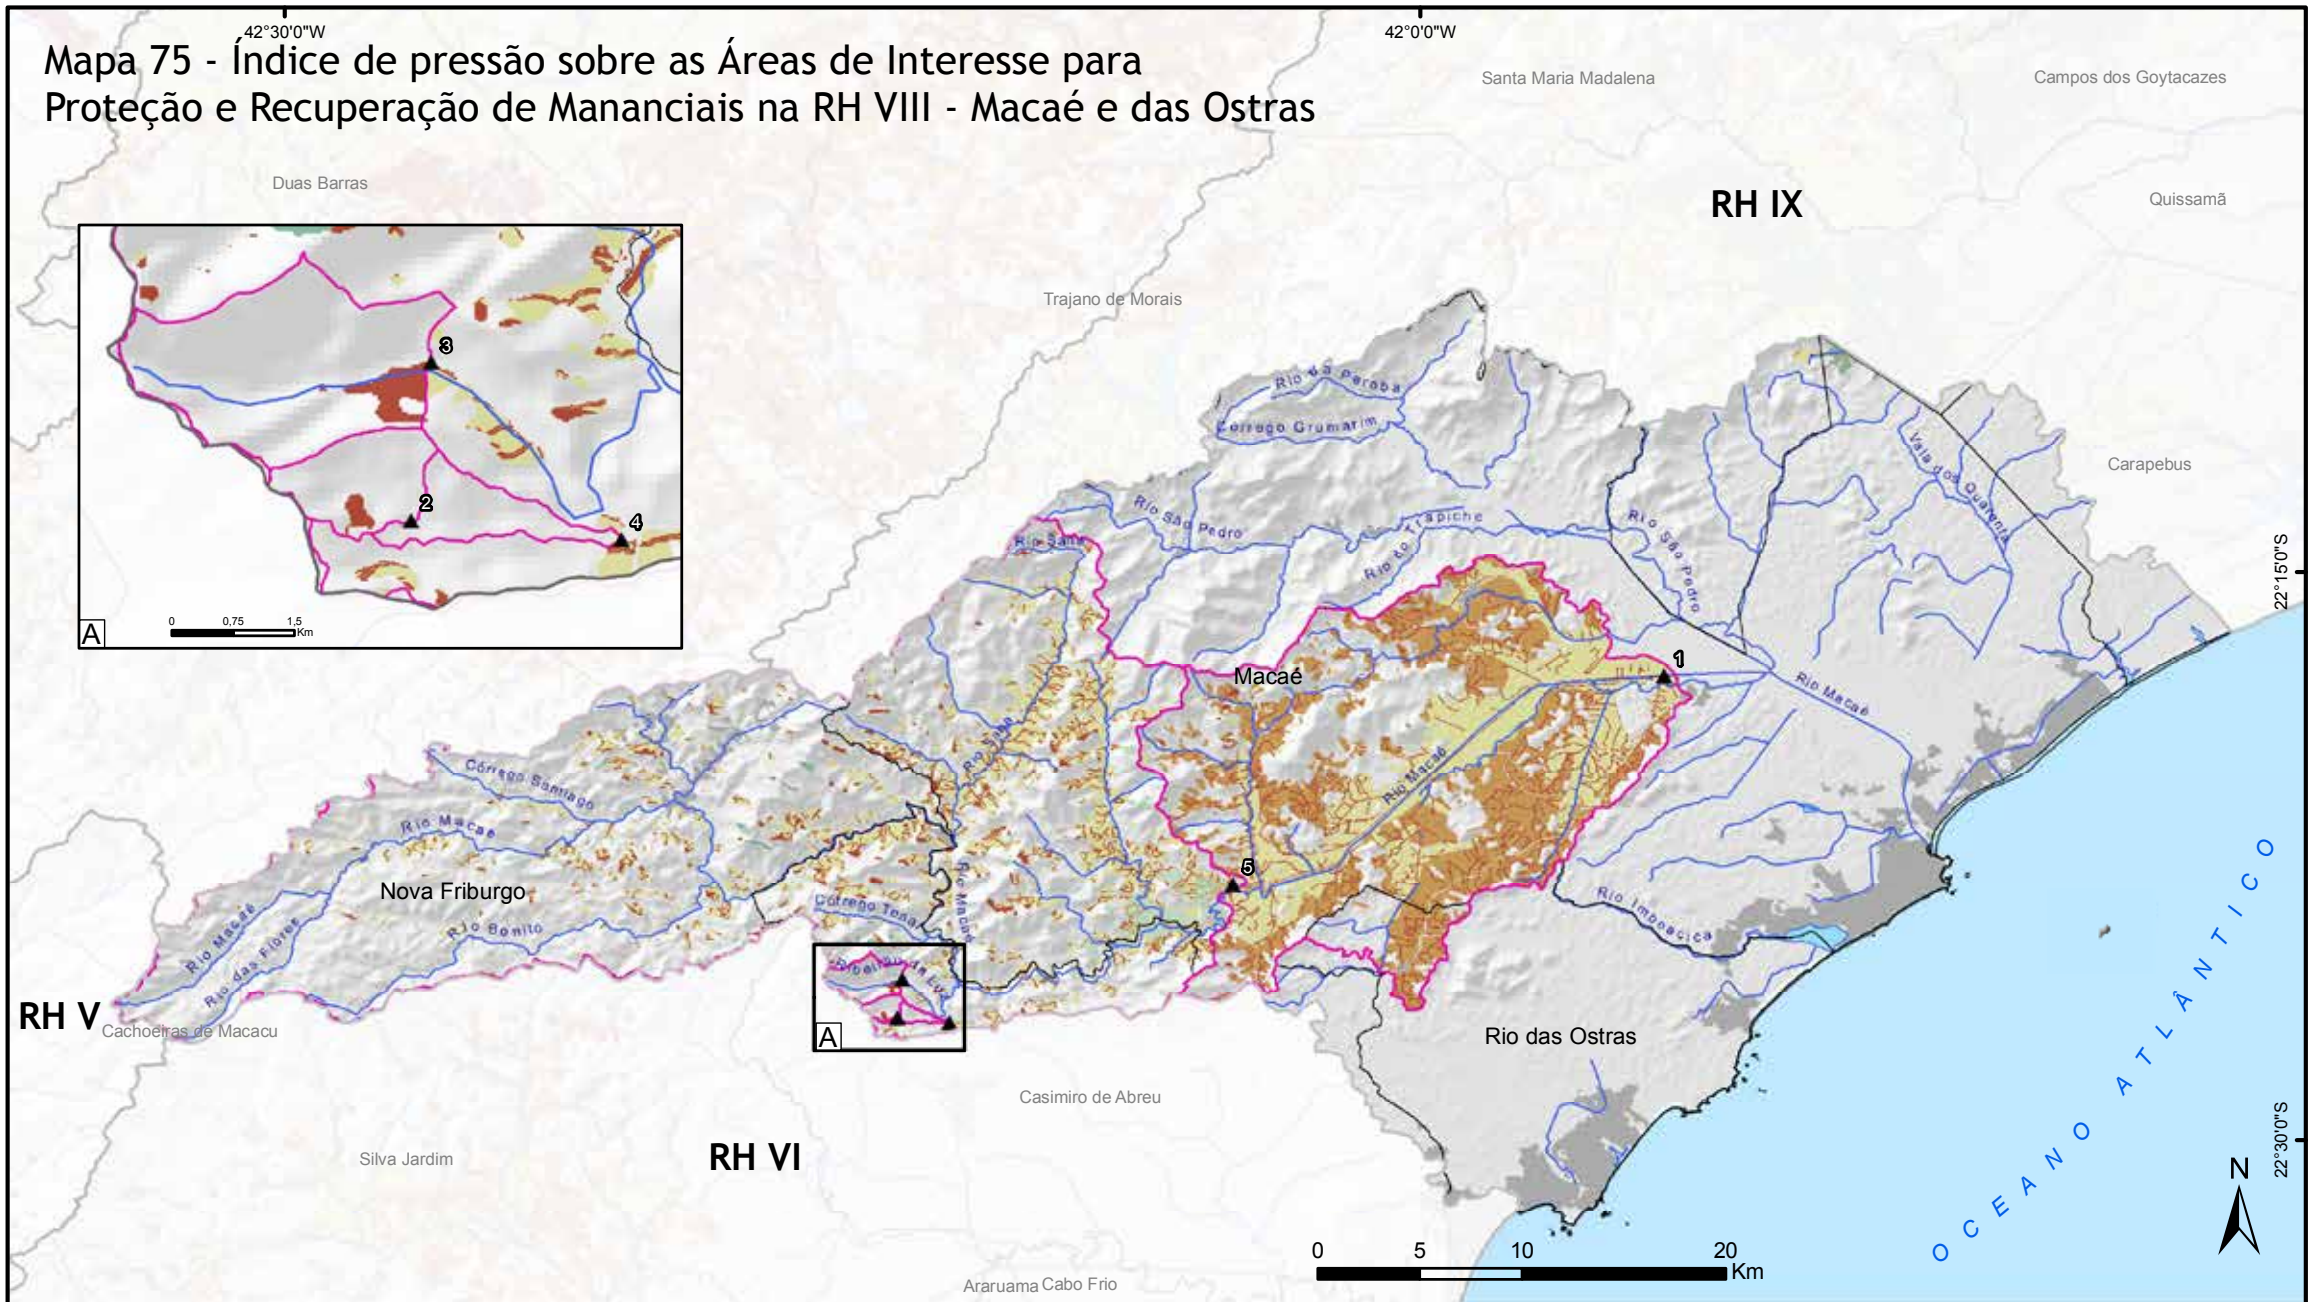 42°30'0"W
42°0'0"W
Mapa 75 - Índice de pressão sobre as Áreas de Interesse para
Proteção e Recuperação de Mananciais na RH VIII - Macaé e das Ostras
Santa Maria Madalena
Campos dos Goytacazes
Duas Barras
RH IX
Quissamã
Trajano de Morais
3
2
4
0
0,75
1,5
Km
A
Rio da Peroba
Córrego Grumarim
Vala dos Quarenta
Carapebus
Rio São Pedro
Rio Sana
Rio São Pedro
22°15'0"S
Macaé
1
Rio Macaé
Rio Sana
Córrego Santiago
Rio Macaé
Rio Macaé
5
Nova Friburgo
Rio Macaé
Rio Macaé
Rio das Flores
Rio Bonito
Rio Imboacica
RH V
Cachoeiras de Macacu
A
Rio das Ostras
Casimiro de Abreu
Silva Jardim
RH VI
22°30'0"S
OCEANO ATLÂNTICO
N
0
5
10
20
Km
Araruama
Cabo Frio